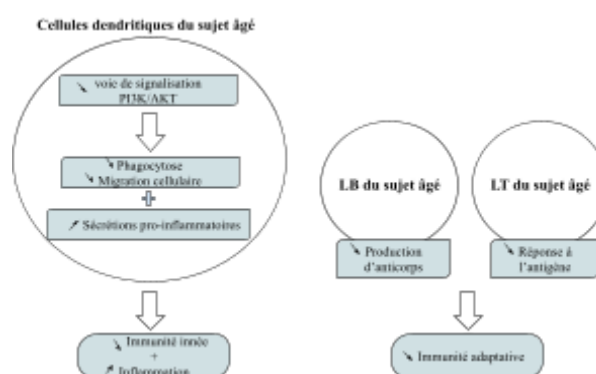 Cellules dendritiques du sujet âgé
↘ voie de signalisation
PI3K/AKT
↘ Phagocytose
↘ Migration cellulaire
+
↗ Sécrétions pro-inflammatoires
↘ Immunité innée
+
↗ Inflammation
LB du sujet âgé
↘ Production
d'anticorps
LT du sujet âgé
↘ Réponse à
l'antigène
↘ Immunité adaptative